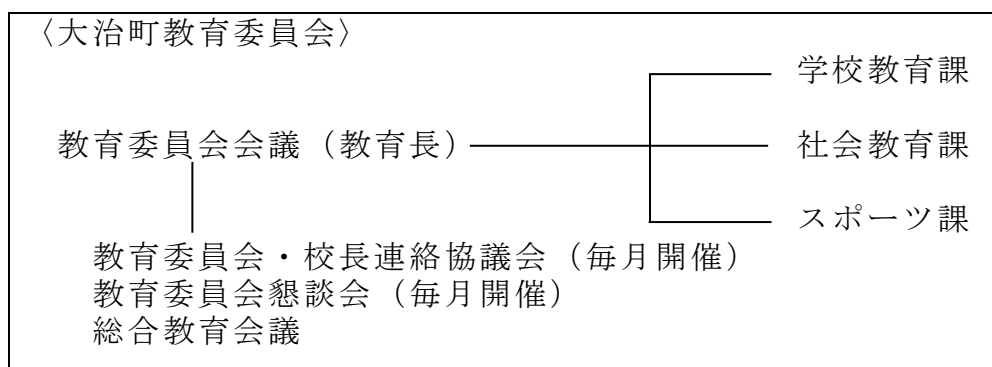 〈大治町教育委員会〉
学校教育課
教育委員会会議（教育長）
社会教育課
スポーツ課
教育委員会・校長連絡協議会（毎月開催）
教育委員会懇談会（毎月開催）
総合教育会議